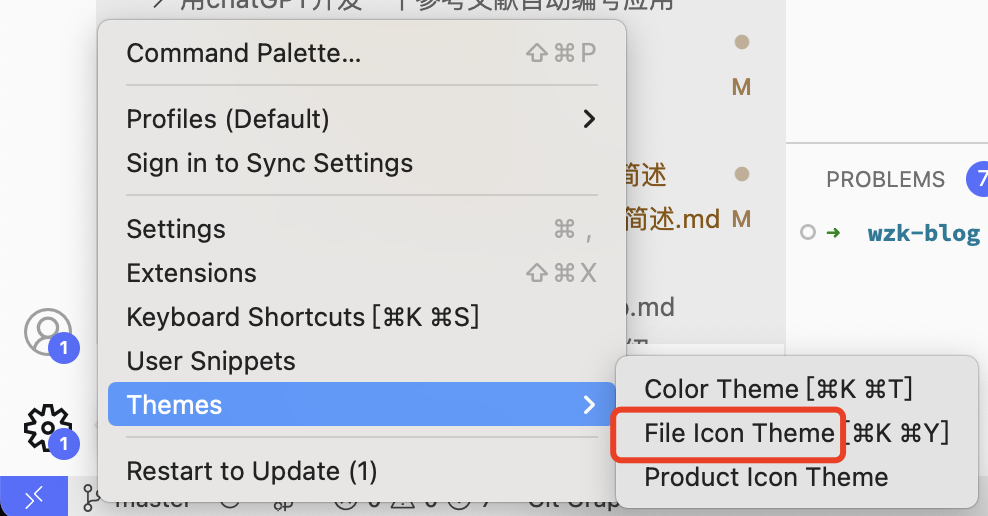 用chatGPT开发一个参考文献自动编号应用
Command Palette... ⇧⌘P
M
Profiles (Default)
Sign in to Sync Settings
简述
简述.md M
Settings ⌘,
Extensions ⇧⌘X
Keyboard Shortcuts [⌘K ⌘S]
.md
User Snippets
Themes
Restart to Update (1)
Color Theme [⌘K ⌘T]
File Icon Theme [⌘K ⌘Y]
Product Icon Theme
PROBLEMS 7
wzk-blog
1
1
master
Git Graph